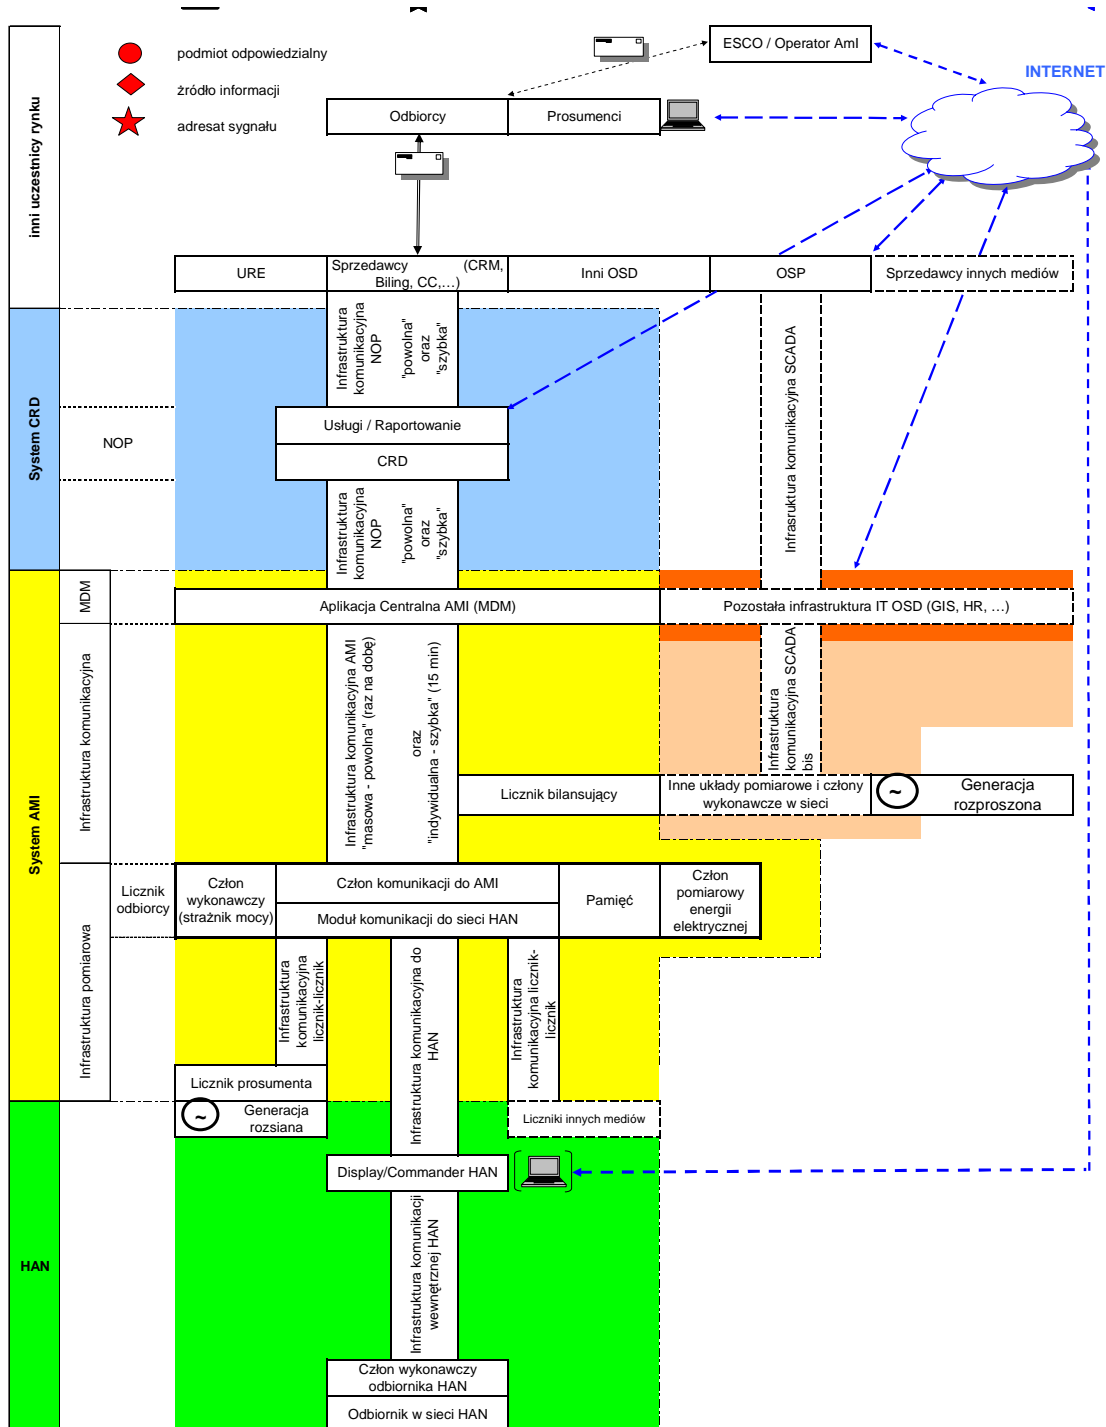 podmiot odpowiedzialny
źródło informacji
adresat sygnału
ESCO / Operator AmI
INTERNET
Odbiorcy
Prosumenci
inni uczestnicy rynku
URE
Sprzedawcy (CRM,
Biling, CC,...)
Inni OSD
OSP
Sprzedawcy innych mediów
System CRD
NOP
Infrastruktura
komunikacyjna
NOP
"powolna"
oraz
"szybka"
Infrasruktura komunikacyjna SCADA
Usługi / Raportowanie
CRD
Infrastruktura
komunikacyjna
NOP
"powolna"
oraz
"szybka"
System AMI
MDM
Aplikacja Centralna AMI (MDM)
Pozostała infrastruktura IT OSD (GIS, HR, ...)
Infrastruktura komunikacyjna
Infrastruktura komunikacyjna AMI
"masowa - powolna" (raz na dobę)
oraz
"indywidualna - szybka" (15 min)
Infrastruktura
komunikacyjna SCADA
bis
Licznik bilansujący
Inne układy pomiarowe i człony
wykonawcze w sieci
~
Generacja
rozproszona
Infrastruktura pomiarowa
Licznik
odbiorcy
Człon
wykonawczy
(strażnik mocy)
Człon komunikacji do AMI
Moduł komunikacji do sieci HAN
Pamięć
Człon
pomiarowy
energii
elektrycznej
Infrastruktura
komunikacyjna
licznik-licznik
Infrastruktura komunikacyjna do
HAN
Infrastruktura
komunikacyjna licznik-
licznik
Licznik prosumenta
~
Generacja
rozsiana
Liczniki innych mediów
HAN
Display/Commander HAN
Infrastruktura komunikacji
wewnętrznej HAN
Człon wykonawczy
odbiornika HAN
Odbiornik w sieci HAN